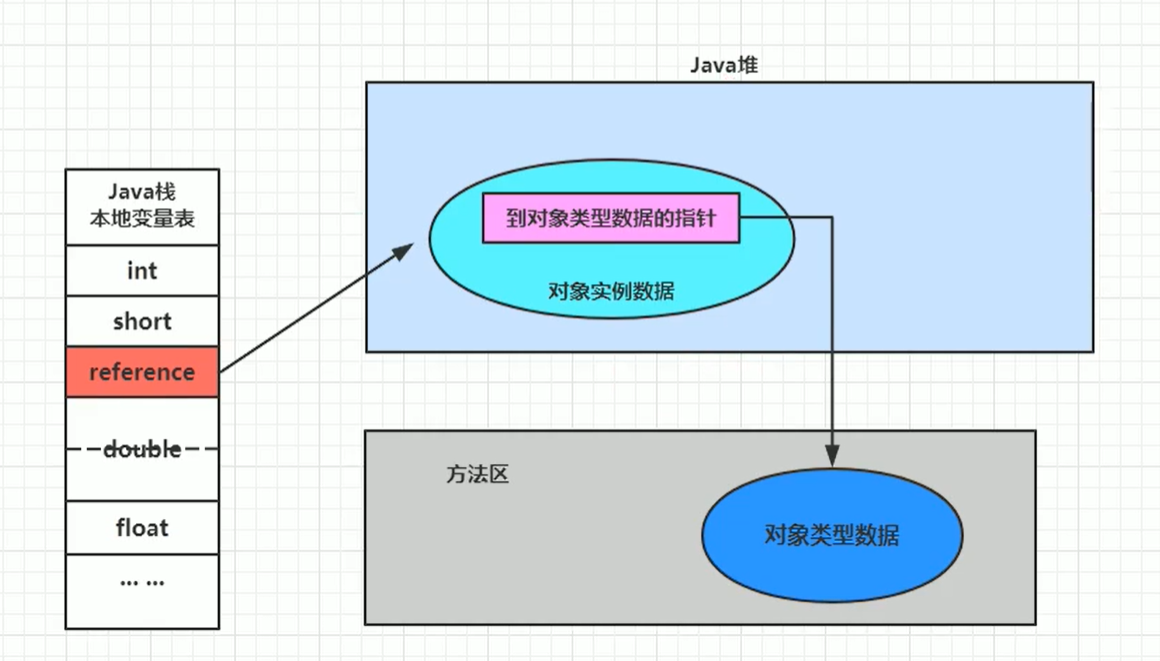 Java堆
Java栈
本地变量表
int
short
reference
double
float
... ...
到对象类型数据的指针
对象实例数据
方法区
对象类型数据